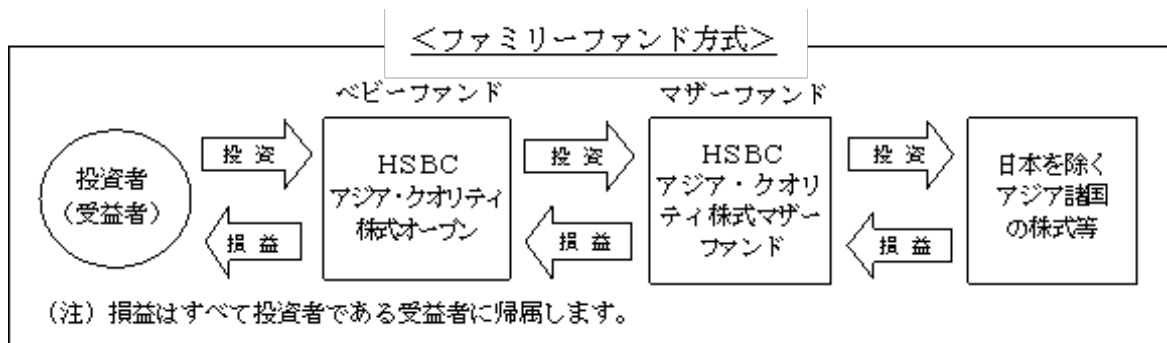 ＜ファミリーファンド方式＞
ベビーファンド
マザーファンド
投資者
（受益者）
投資
損益
HSBC
アジア・クオリティ
株式オープン
投資
損益
HSBC
アジア・クオリ
ティ株式マザー
ファンド
投資
損益
日本を除く
アジア諸国
の株式等
（注）損益はすべて投資者である受益者に帰属します。